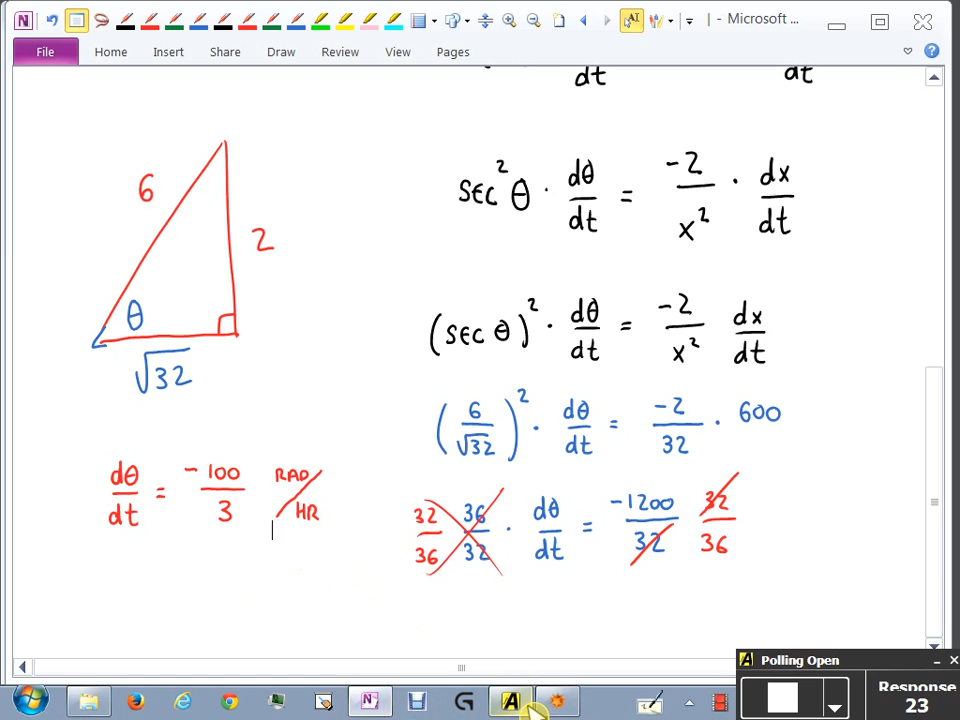 Microsoft ...
File Home Insert Share Draw Review View Pages
dt dt
6
2
θ
√32
sec²θ · dθ/dt = -2/x² · dx/dt
(sec θ)² · dθ/dt = -2/x² dx/dt
(6/√32)² · dθ/dt = -2/32 · 600
dθ/dt = -100/3 RAD/HR
32/36 36/32 · dθ/dt = -1200/32 32/36
Polling Open
Response
23